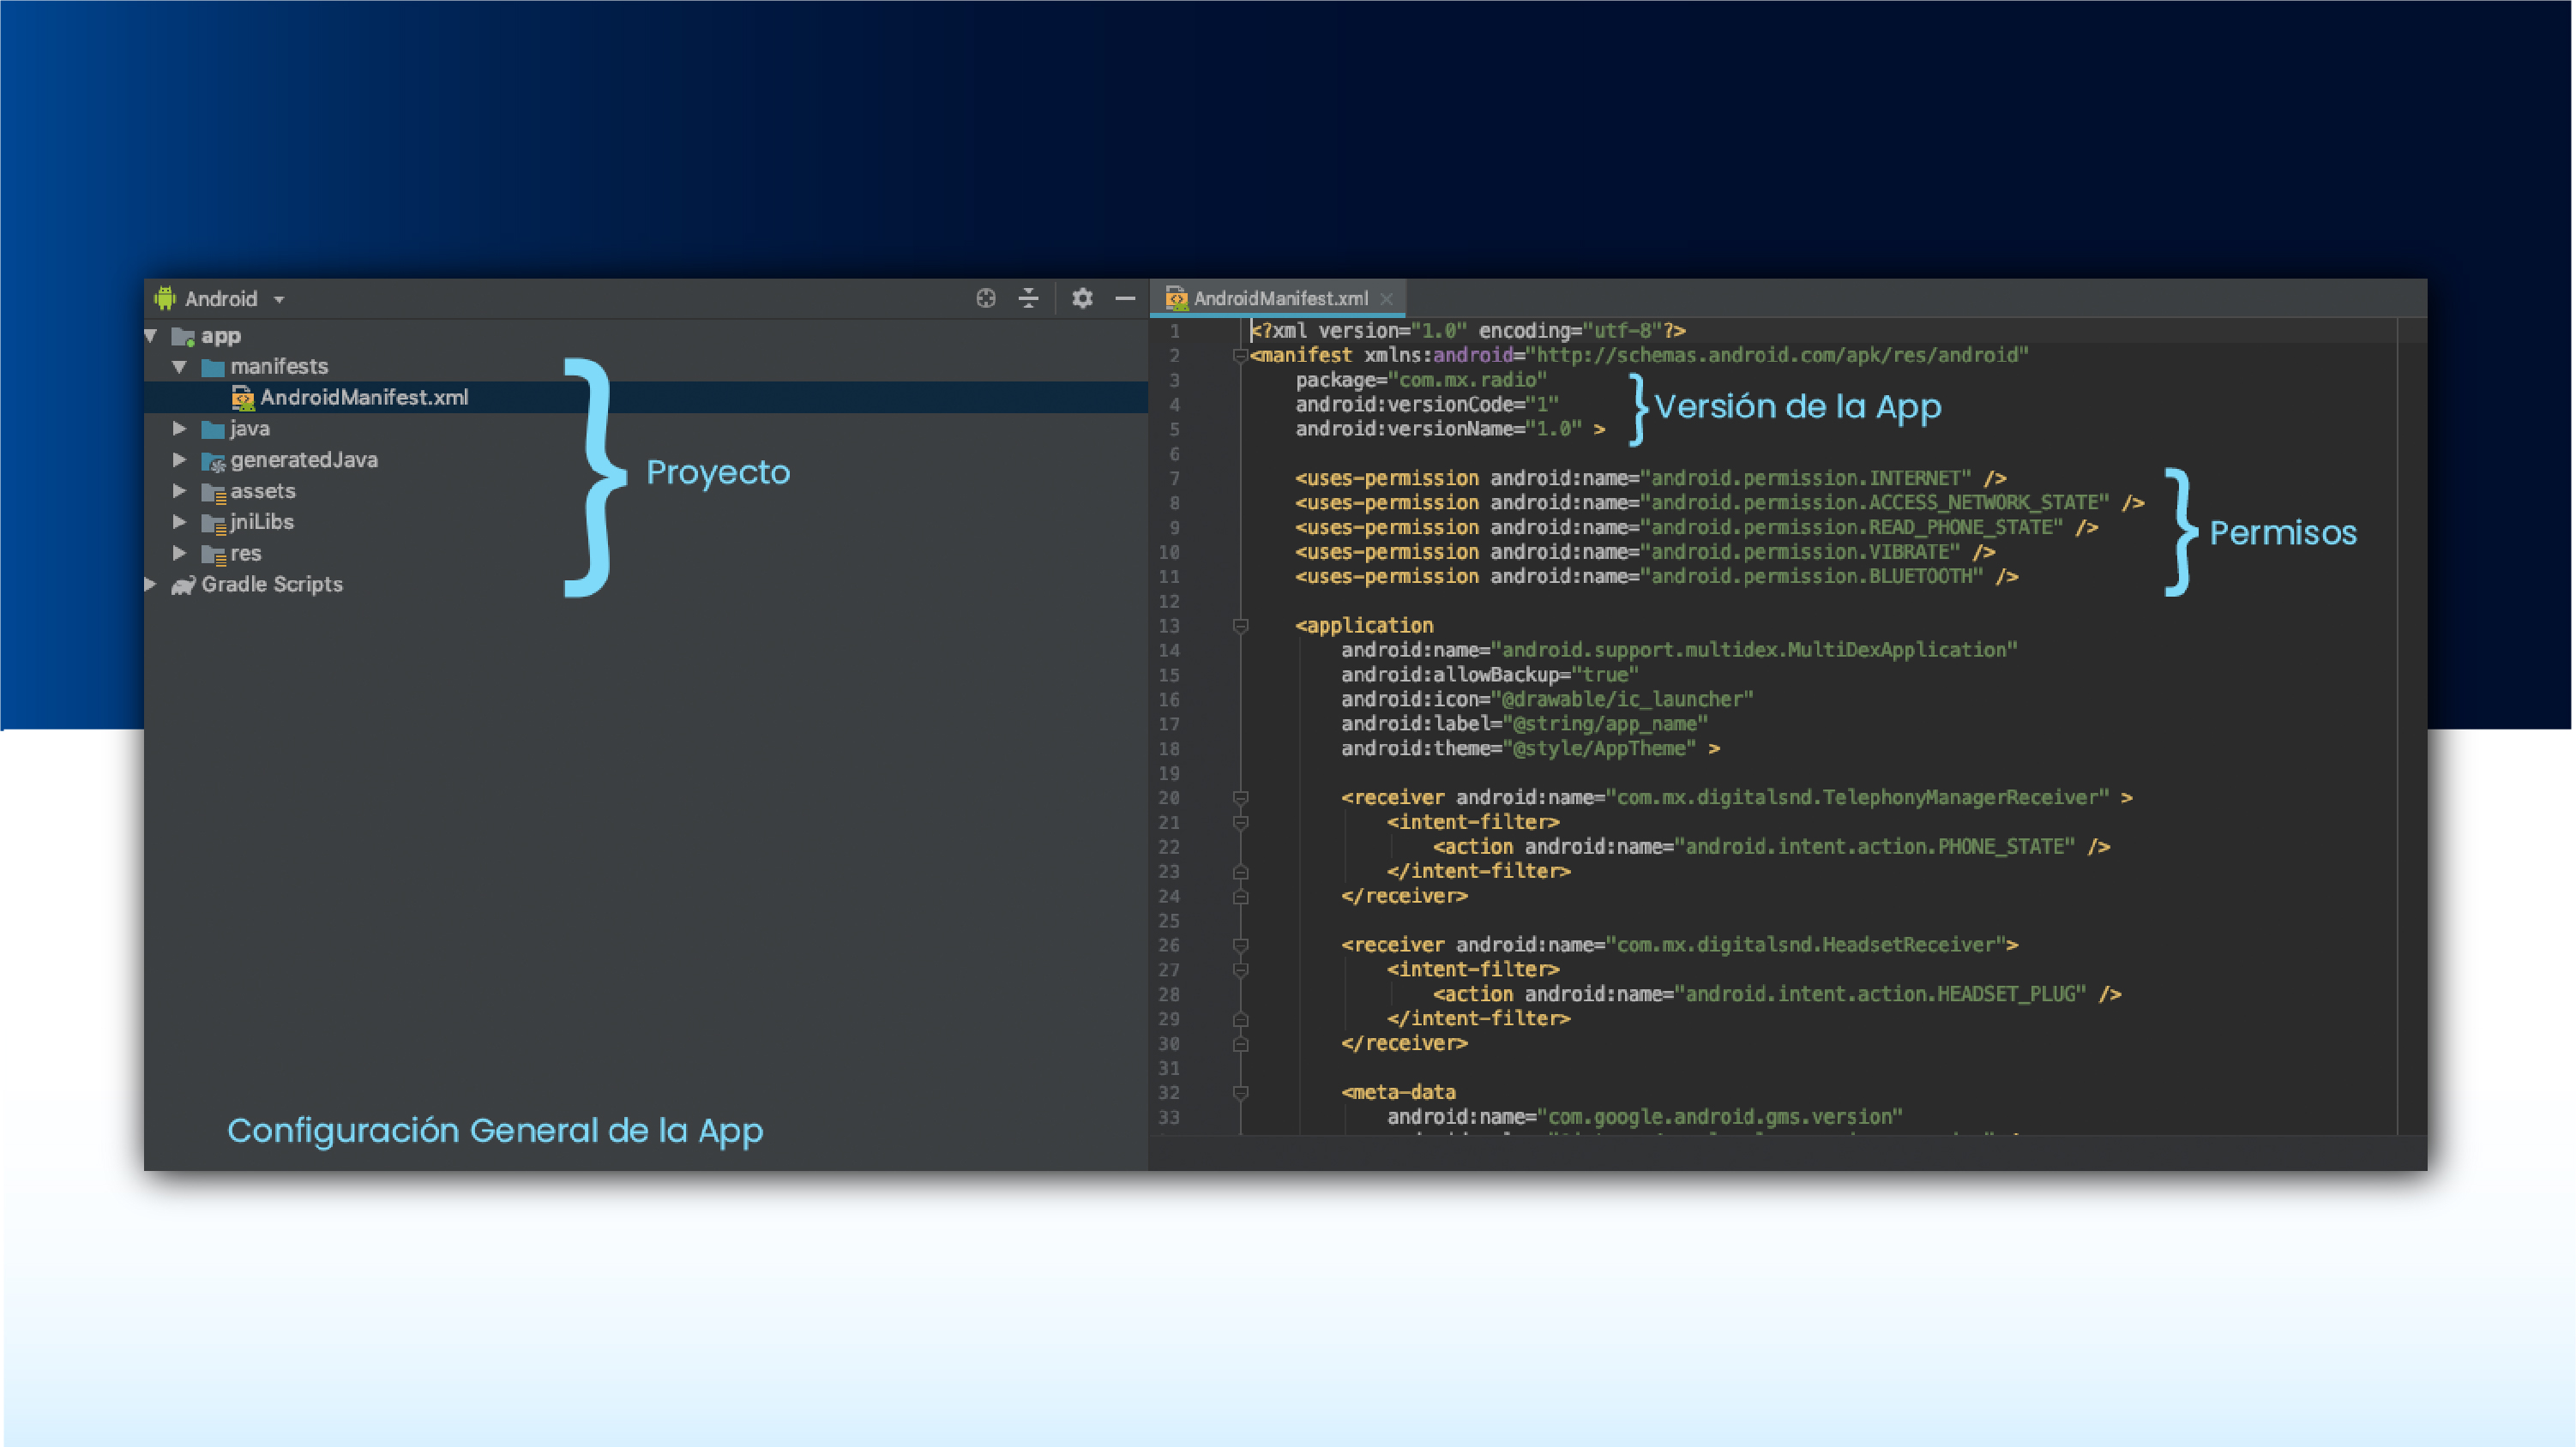 Android
app
manifests
AndroidManifest.xml
java
generatedJava
assets
jniLibs
res
Gradle Scripts
Proyecto
Configuración General de la App
AndroidManifest.xml
1 <?xml version="1.0" encoding="utf-8"?>
2 <manifest xmlns:android="http://schemas.android.com/apk/res/android"
3 package="com.mx.radio"
4 android:versionCode="1"
5 android:versionName="1.0" >
Versión de la App
6
7 <uses-permission android:name="android.permission.INTERNET" />
8 <uses-permission android:name="android.permission.ACCESS_NETWORK_STATE" />
9 <uses-permission android:name="android.permission.READ_PHONE_STATE" />
10 <uses-permission android:name="android.permission.VIBRATE" />
11 <uses-permission android:name="android.permission.BLUETOOTH" />
Permisos
12
13 <application
14 android:name="android.support.multidex.MultiDexApplication"
15 android:allowBackup="true"
16 android:icon="@drawable/ic_launcher"
17 android:label="@string/app_name"
18 android:theme="@style/AppTheme" >
19
20 <receiver android:name="com.mx.digitalsnd.TelephonyManagerReceiver" >
21 <intent-filter>
22 <action android:name="android.intent.action.PHONE_STATE" />
23 </intent-filter>
24 </receiver>
25
26 <receiver android:name="com.mx.digitalsnd.HeadsetReceiver">
27 <intent-filter>
28 <action android:name="android.intent.action.HEADSET_PLUG" />
29 </intent-filter>
30 </receiver>
31
32 <meta-data
33 android:name="com.google.android.gms.version"